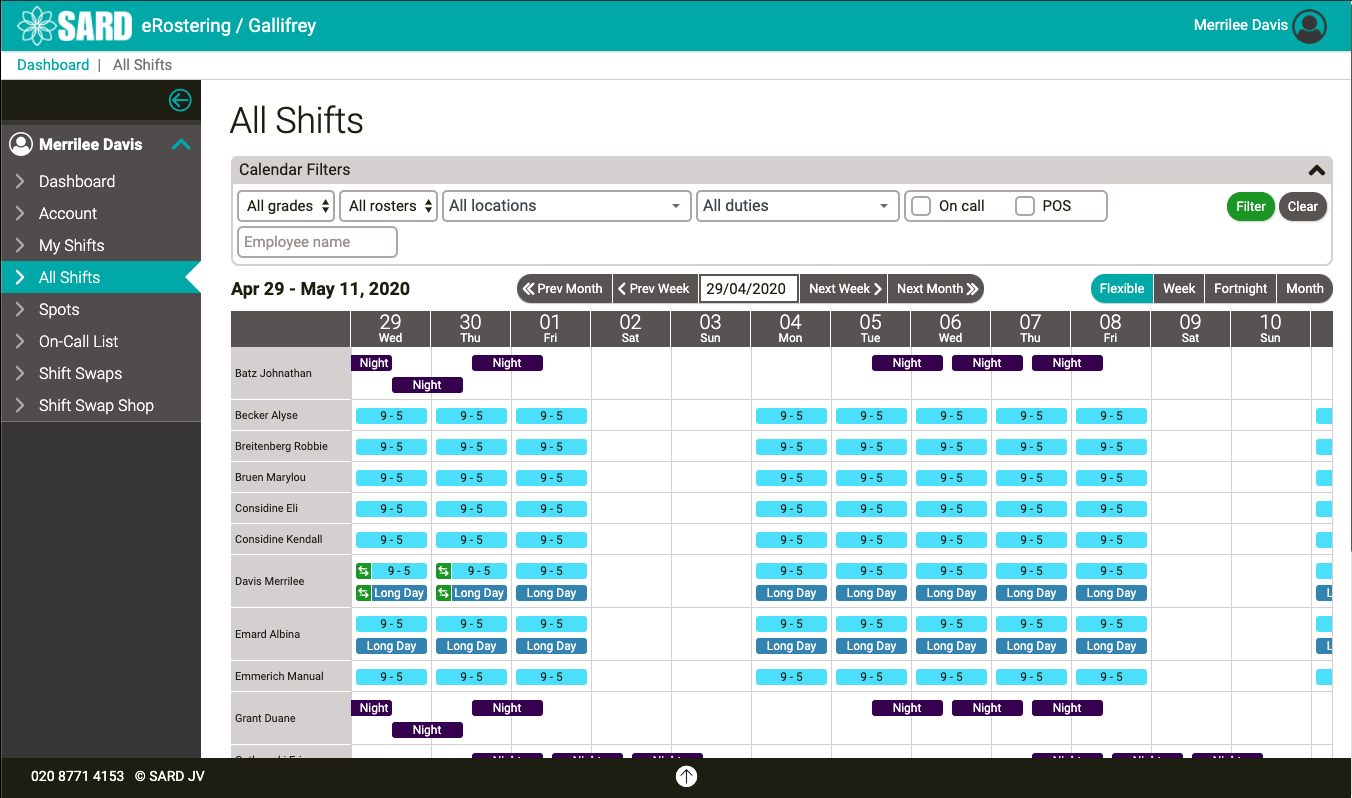 SARD eRostering / Gallifrey
Merrilee Davis
Dashboard | All Shifts
Merrilee Davis
Dashboard
Account
My Shifts
All Shifts
Spots
On-Call List
Shift Swaps
Shift Swap Shop
All Shifts
Calendar Filters
All grades All rosters All locations All duties On call POS Filter Clear
Employee name
Apr 29 - May 11, 2020 Prev Month Prev Week 29/04/2020 Next Week Next Month Flexible Week Fortnight Month
29 30 01 02 03 04 05 06 07 08 09 10
Wed Thu Fri Sat Sun Mon Tue Wed Thu Fri Sat Sun
Night Night Night Night Night
Batz Johnathan
Night
Becker Alyse 9 - 5 9 - 5 9 - 5 9 - 5 9 - 5 9 - 5 9 - 5 9 - 5
Breitenberg Robbie 9 - 5 9 - 5 9 - 5 9 - 5 9 - 5 9 - 5 9 - 5 9 - 5
Bruen Marylou 9 - 5 9 - 5 9 - 5 9 - 5 9 - 5 9 - 5 9 - 5 9 - 5
Considine Eli 9 - 5 9 - 5 9 - 5 9 - 5 9 - 5 9 - 5 9 - 5 9 - 5
Considine Kendall 9 - 5 9 - 5 9 - 5 9 - 5 9 - 5 9 - 5 9 - 5 9 - 5
9 - 5 9 - 5 9 - 5 9 - 5 9 - 5 9 - 5 9 - 5 9 - 5
Davis Merrilee
Long Day Long Day Long Day Long Day Long Day Long Day Long Day Long Day
9 - 5 9 - 5 9 - 5 9 - 5 9 - 5 9 - 5 9 - 5 9 - 5
Emard Albina
Long Day Long Day Long Day Long Day Long Day Long Day Long Day Long Day
Emmerich Manual 9 - 5 9 - 5 9 - 5 9 - 5 9 - 5 9 - 5 9 - 5 9 - 5
Night Night Night Night Night
Grant Duane
Night
020 8771 4153 © SARD JV